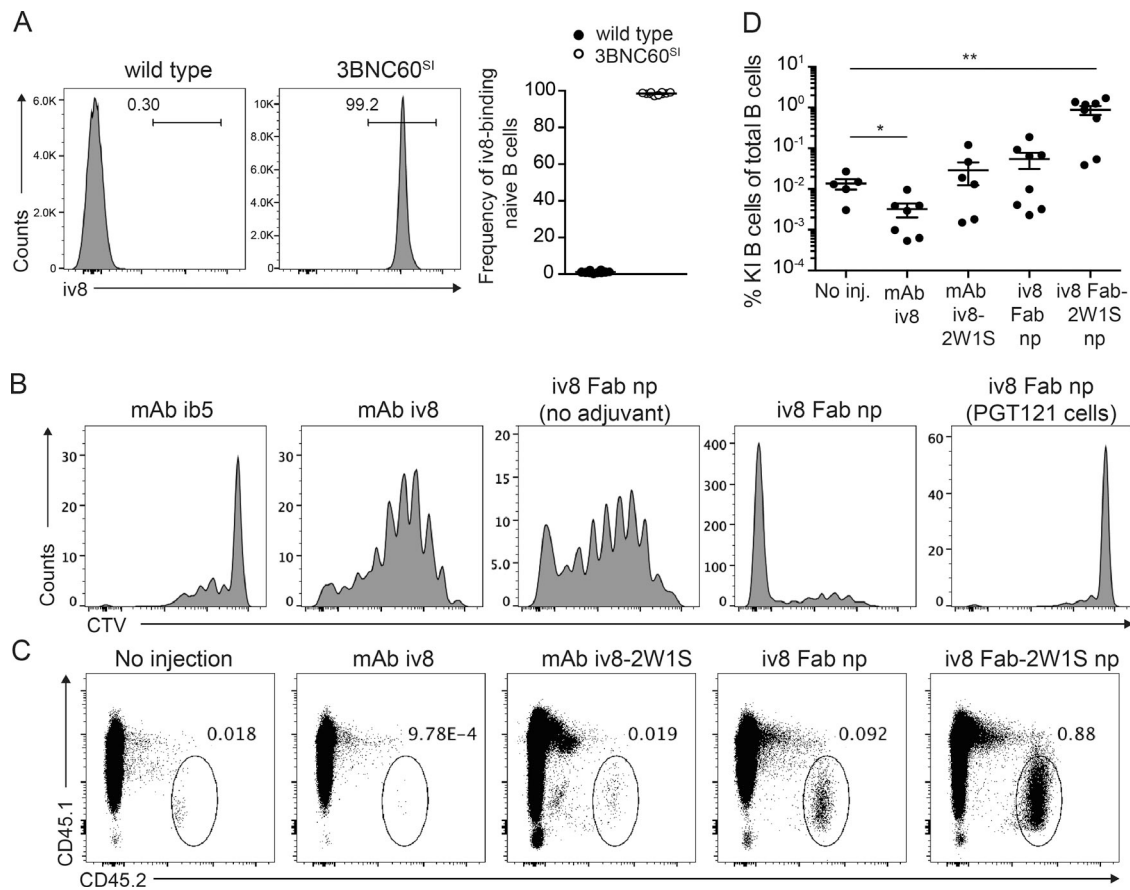 A
wild type
3BNC60SI
wild type
3BNC60SI
0.30
99.2
6.0K
4.0K
2.0K
0
10K
8.0K
6.0K
4.0K
2.0K
0
Counts
iv8
Frequency of iv8-binding
naive B cells
100
80
60
40
20
0
D
**
*
% KI B cells of total B cells
10^1
10^0
10^-1
10^-2
10^-3
10^-4
No inj.
mAb
iv8
mAb
iv8-
2W1S
iv8
Fab
np
iv8 Fab-
2W1S
np
B
mAb ib5
mAb iv8
iv8 Fab np
(no adjuvant)
iv8 Fab np
iv8 Fab np
(PGT121 cells)
Counts
30
20
10
0
30
20
10
0
20
15
10
5.0
0
400
300
200
100
0
60
40
20
0
CTV
C
No injection
mAb iv8
mAb iv8-2W1S
iv8 Fab np
iv8 Fab-2W1S np
0.018
9.78E-4
0.019
0.092
0.88
CD45.1
CD45.2